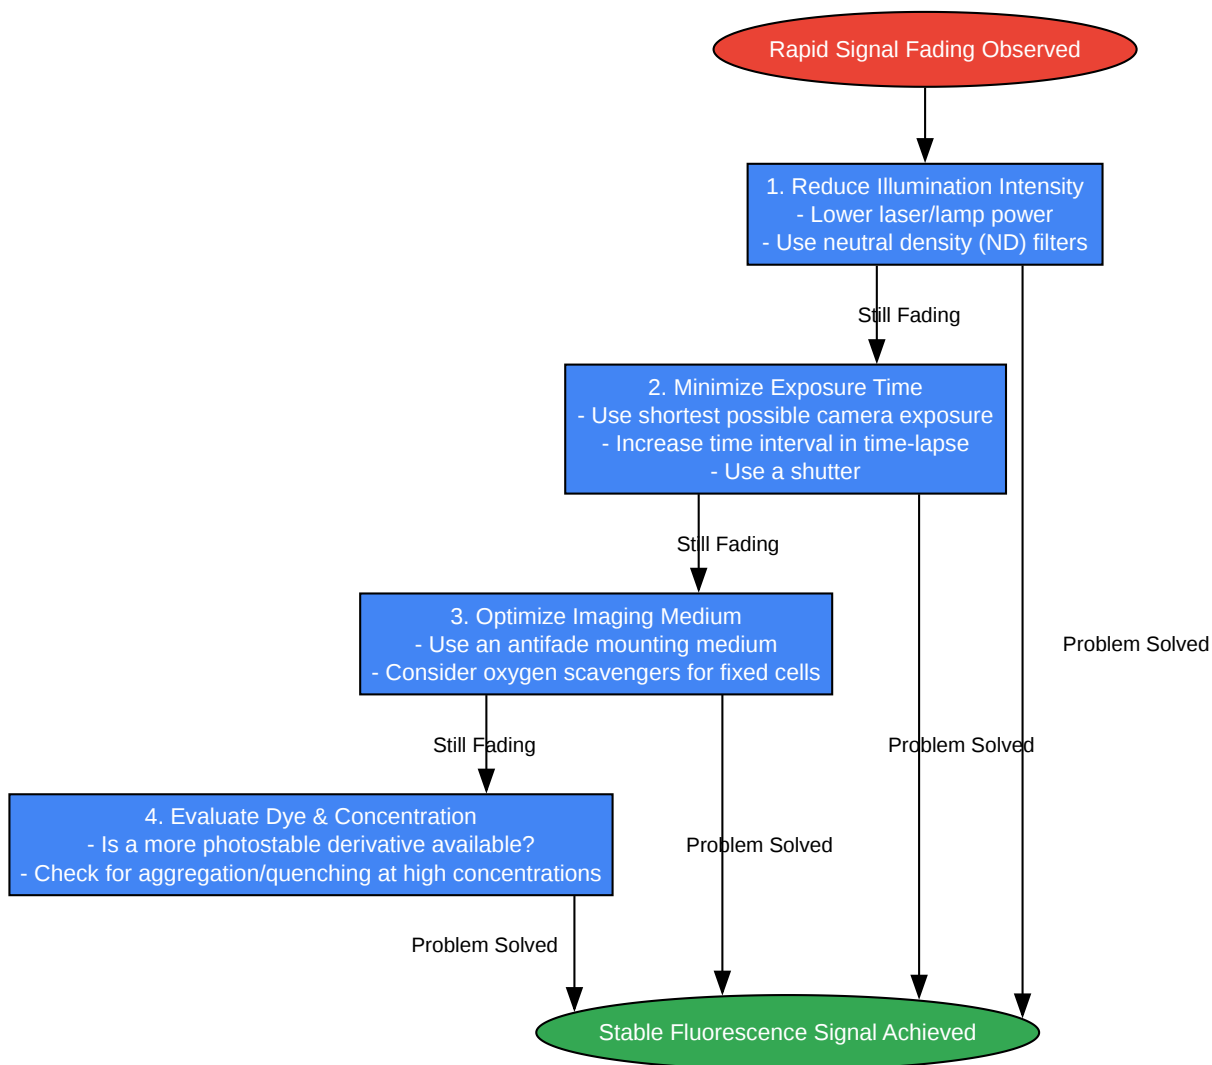 Rapid Signal Fading Observed
1. Reduce Illumination Intensity
- Lower laser/lamp power
- Use neutral density (ND) filters
Still Fading
2. Minimize Exposure Time
- Use shortest possible camera exposure
- Increase time interval in time-lapse
- Use a shutter
Still Fading
3. Optimize Imaging Medium
- Use an antifade mounting medium
- Consider oxygen scavengers for fixed cells
Problem Solved
Still Fading
Problem Solved
4. Evaluate Dye & Concentration
- Is a more photostable derivative available?
- Check for aggregation/quenching at high concentrations
Problem Solved
Problem Solved
Stable Fluorescence Signal Achieved